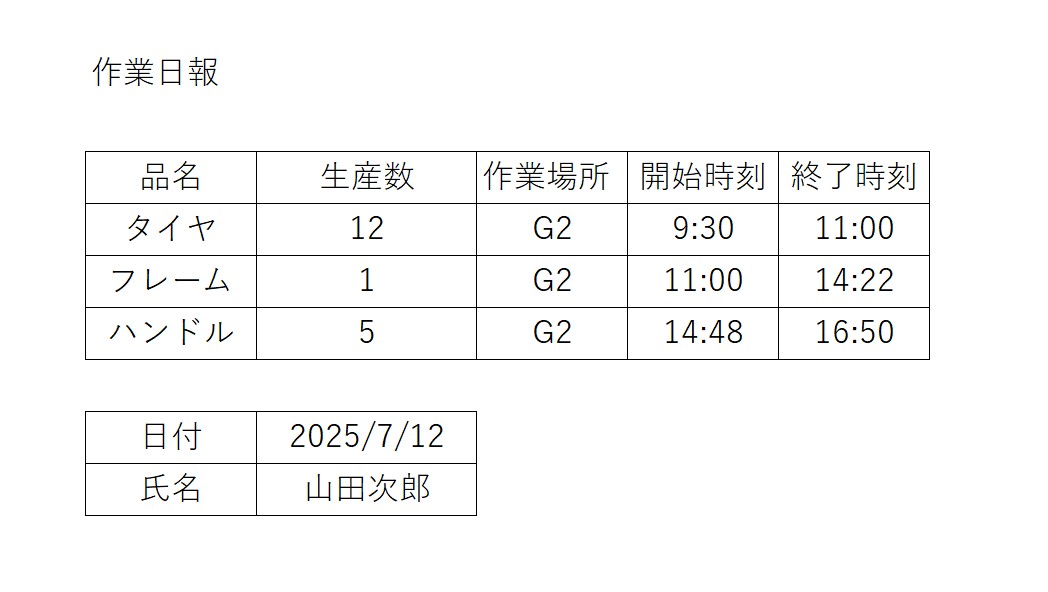 作業日報
品名 生産数 作業場所 開始時刻 終了時刻
タイヤ 12 G2 9:30 11:00
フレーム 1 G2 11:00 14:22
ハンドル 5 G2 14:48 16:50
日付 2025/7/12
氏名 山田次郎